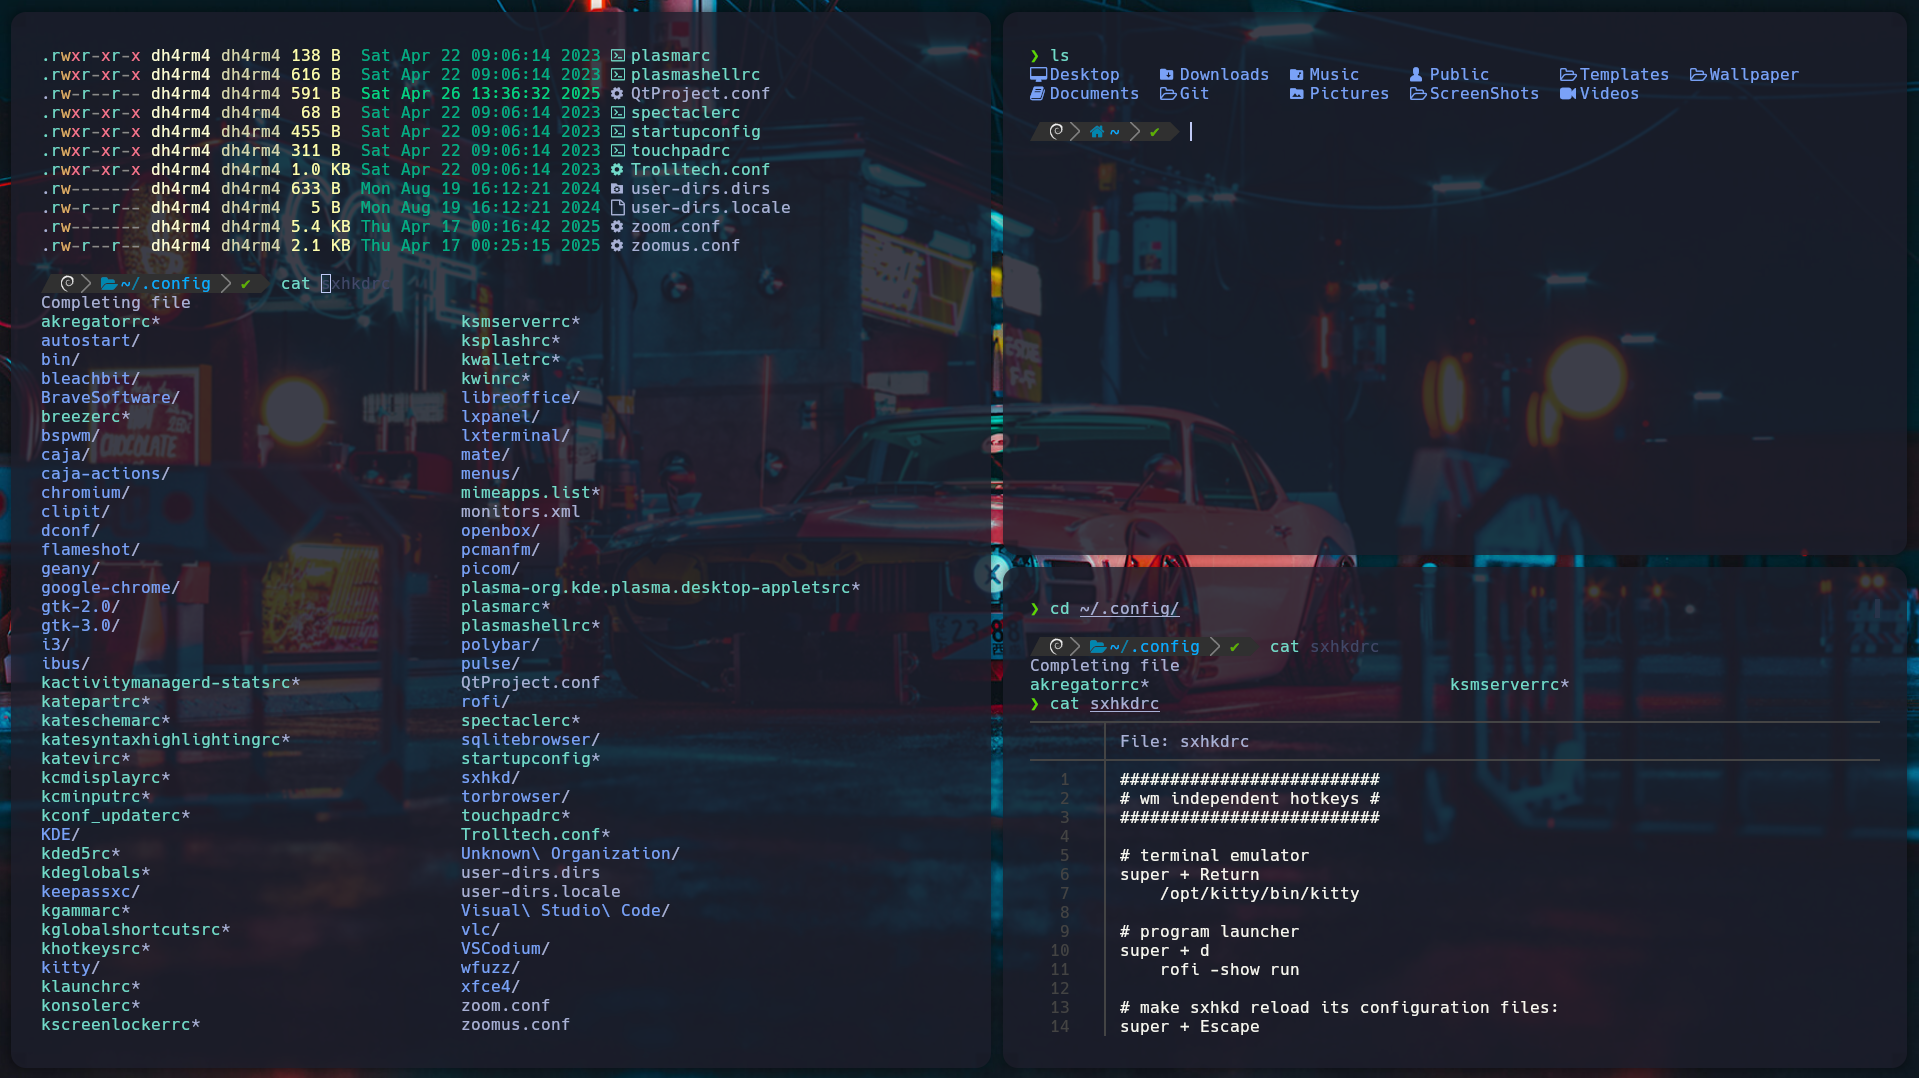 .rwxr-xr-x dh4rm4 dh4rm4 138 B  Sat Apr 22 09:06:14 2023 plasmarc
.rwxr-xr-x dh4rm4 dh4rm4 616 B  Sat Apr 22 09:06:14 2023 plasmashellrc
.rw-r--r-- dh4rm4 dh4rm4 591 B  Sat Apr 26 13:36:32 2025 QtProject.conf
.rwxr-xr-x dh4rm4 dh4rm4  68 B  Sat Apr 22 09:06:14 2023 spectaclerc
.rwxr-xr-x dh4rm4 dh4rm4 455 B  Sat Apr 22 09:06:14 2023 startupconfig
.rwxr-xr-x dh4rm4 dh4rm4 311 B  Sat Apr 22 09:06:14 2023 touchpadrc
.rwxr-xr-x dh4rm4 dh4rm4 1.0 KB Sat Apr 22 09:06:14 2023 Trolltech.conf
.rw------- dh4rm4 dh4rm4 633 B  Mon Aug 19 16:12:21 2024 user-dirs.dirs
.rw-r--r-- dh4rm4 dh4rm4   5 B  Mon Aug 19 16:12:21 2024 user-dirs.locale
.rw------- dh4rm4 dh4rm4 5.4 KB Thu Apr 17 00:16:42 2025 zoom.conf
.rw-r--r-- dh4rm4 dh4rm4 2.1 KB Thu Apr 17 00:25:15 2025 zoomus.conf
~/.config ✔ cat sxhkdrc
Completing file
akregatorrc* ksmserverrc*
autostart/ ksplashrc*
bin/ kwalletrc*
bleachbit/ kwinrc*
BraveSoftware/ libreoffice/
breezerc* lxpanel/
bspwm/ lxterminal/
caja/ mate/
caja-actions/ menus/
chromium/ mimeapps.list*
clipit/ monitors.xml
dconf/ openbox/
flameshot/ pcmanfm/
geany/ picom/
google-chrome/ plasma-org.kde.plasma.desktop-appletsrc*
gtk-2.0/ plasmarc*
gtk-3.0/ plasmashellrc*
i3/ polybar/
ibus/ pulse/
kactivitymanagerd-statsrc* QtProject.conf
katepartrc* rofi/
kateschemarc* spectaclerc*
katesyntaxhighlightingrc* sqlitebrowser/
katevirc* startupconfig*
kcmdisplayrc* sxhkd/
kcminputrc* torbrowser/
kconf_updaterc* touchpadrc*
KDE/ Trolltech.conf*
kded5rc* Unknown\ Organization/
kdeglobals* user-dirs.dirs
keepassxc/ user-dirs.locale
kgammarc* Visual\ Studio\ Code/
kglobalshortcutsrc* vlc/
khotkeysrc* VSCodium/
kitty/ wfuzz/
klaunchrc* xfce4/
konsolerc* zoom.conf
kscreenlockerrc* zoomus.conf
❯ ls
Desktop Downloads Music Public Templates Wallpaper
Documents Git Pictures ScreenShots Videos
~ ✔
❯ cd ~/.config/
~/.config ✔ cat sxhkdrc
Completing file
akregatorrc* ksmserverrc*
❯ cat sxhkdrc
File: sxhkdrc
1 ##########################
2 # wm independent hotkeys #
3 ##########################
4
5 # terminal emulator
6 super + Return
7     /opt/kitty/bin/kitty
8
9 # program launcher
10 super + d
11     rofi -show run
12
13 # make sxhkd reload its configuration files:
14 super + Escape